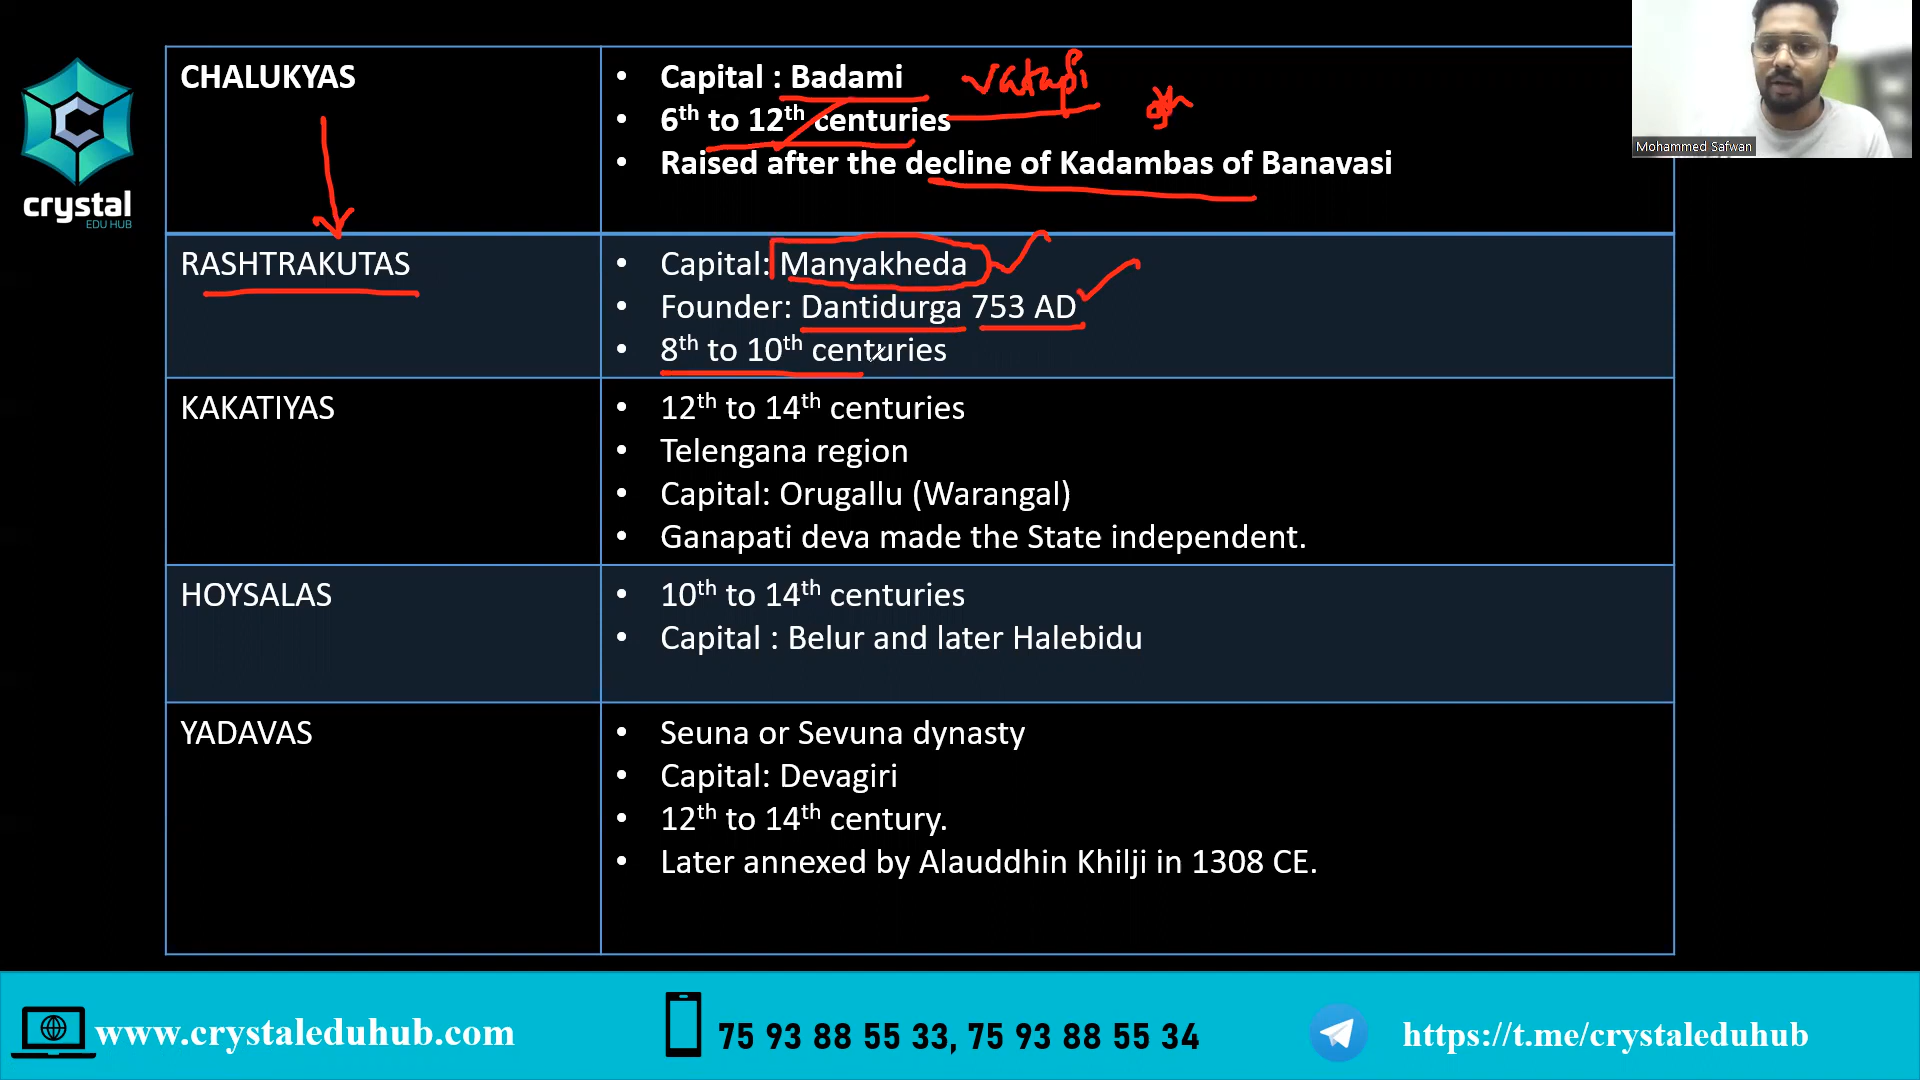 CHALUKYAS
• Capital : Badami vatapi
• 6th to 12th centuries
• Raised after the decline of Kadambas of Banavasi
Mohammed Safwan
C
crystal
EDU HUB
RASHTRAKUTAS
• Capital: Manyakheda
• Founder: Dantidurga 753 AD
• 8th to 10th centuries
KAKATIYAS
• 12th to 14th centuries
• Telengana region
• Capital: Orugallu (Warangal)
• Ganapati deva made the State independent.
HOYSALAS
• 10th to 14th centuries
• Capital : Belur and later Halebidu
YADAVAS
• Seuna or Sevuna dynasty
• Capital: Devagiri
• 12th to 14th century.
• Later annexed by Alauddhin Khilji in 1308 CE.
www.crystaleduhub.com
75 93 88 55 33, 75 93 88 55 34
https://t.me/crystaleduhub